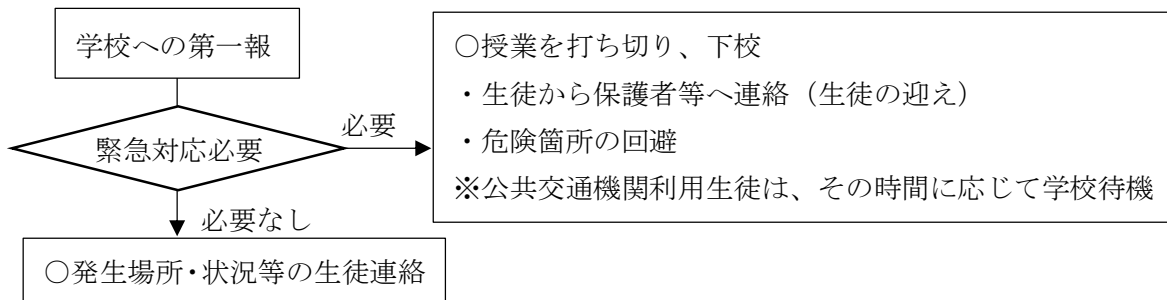 学校への第一報
緊急対応必要
必要
○授業を打ち切り、下校
・生徒から保護者等へ連絡（生徒の迎え）
・危険箇所の回避
※公共交通機関利用生徒は、その時間に応じて学校待機
必要なし
○発生場所・状況等の生徒連絡